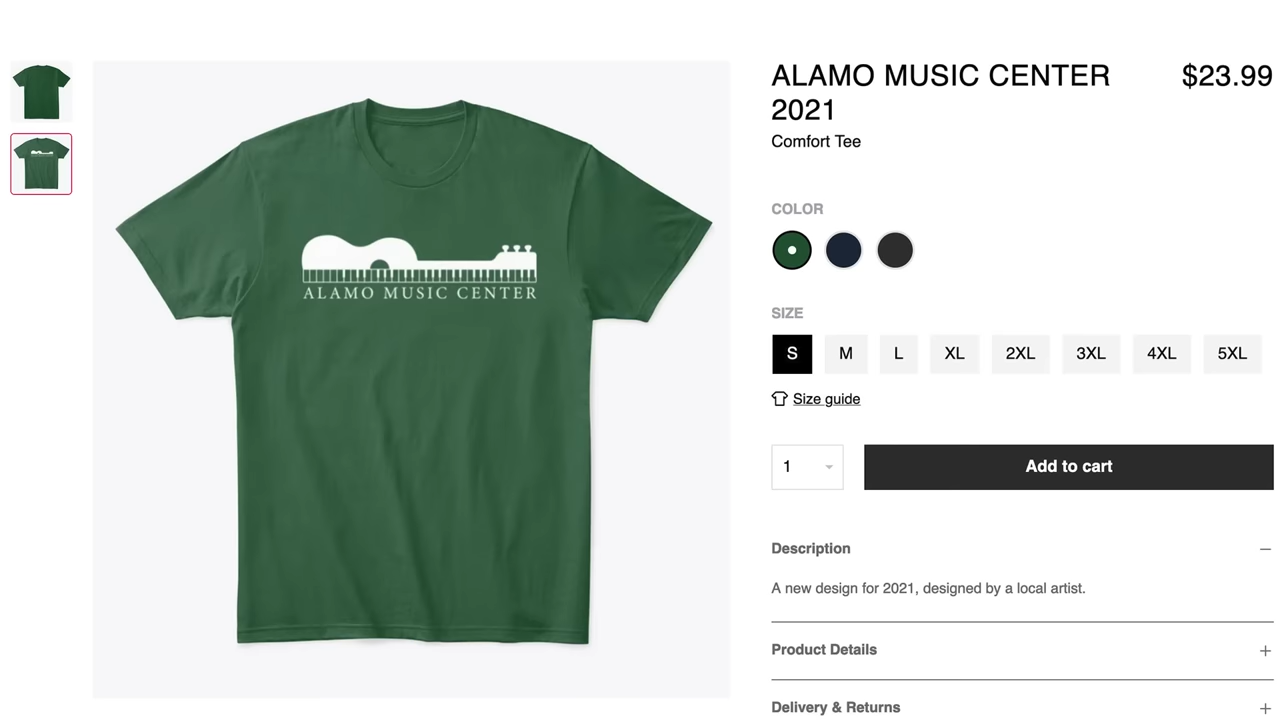 ALAMO MUSIC CENTER
ALAMO MUSIC CENTER $23.99
2021
Comfort Tee
COLOR
SIZE
S M L XL 2XL 3XL 4XL 5XL
Size guide
1 Add to cart
Description
A new design for 2021, designed by a local artist.
Product Details
Delivery & Returns